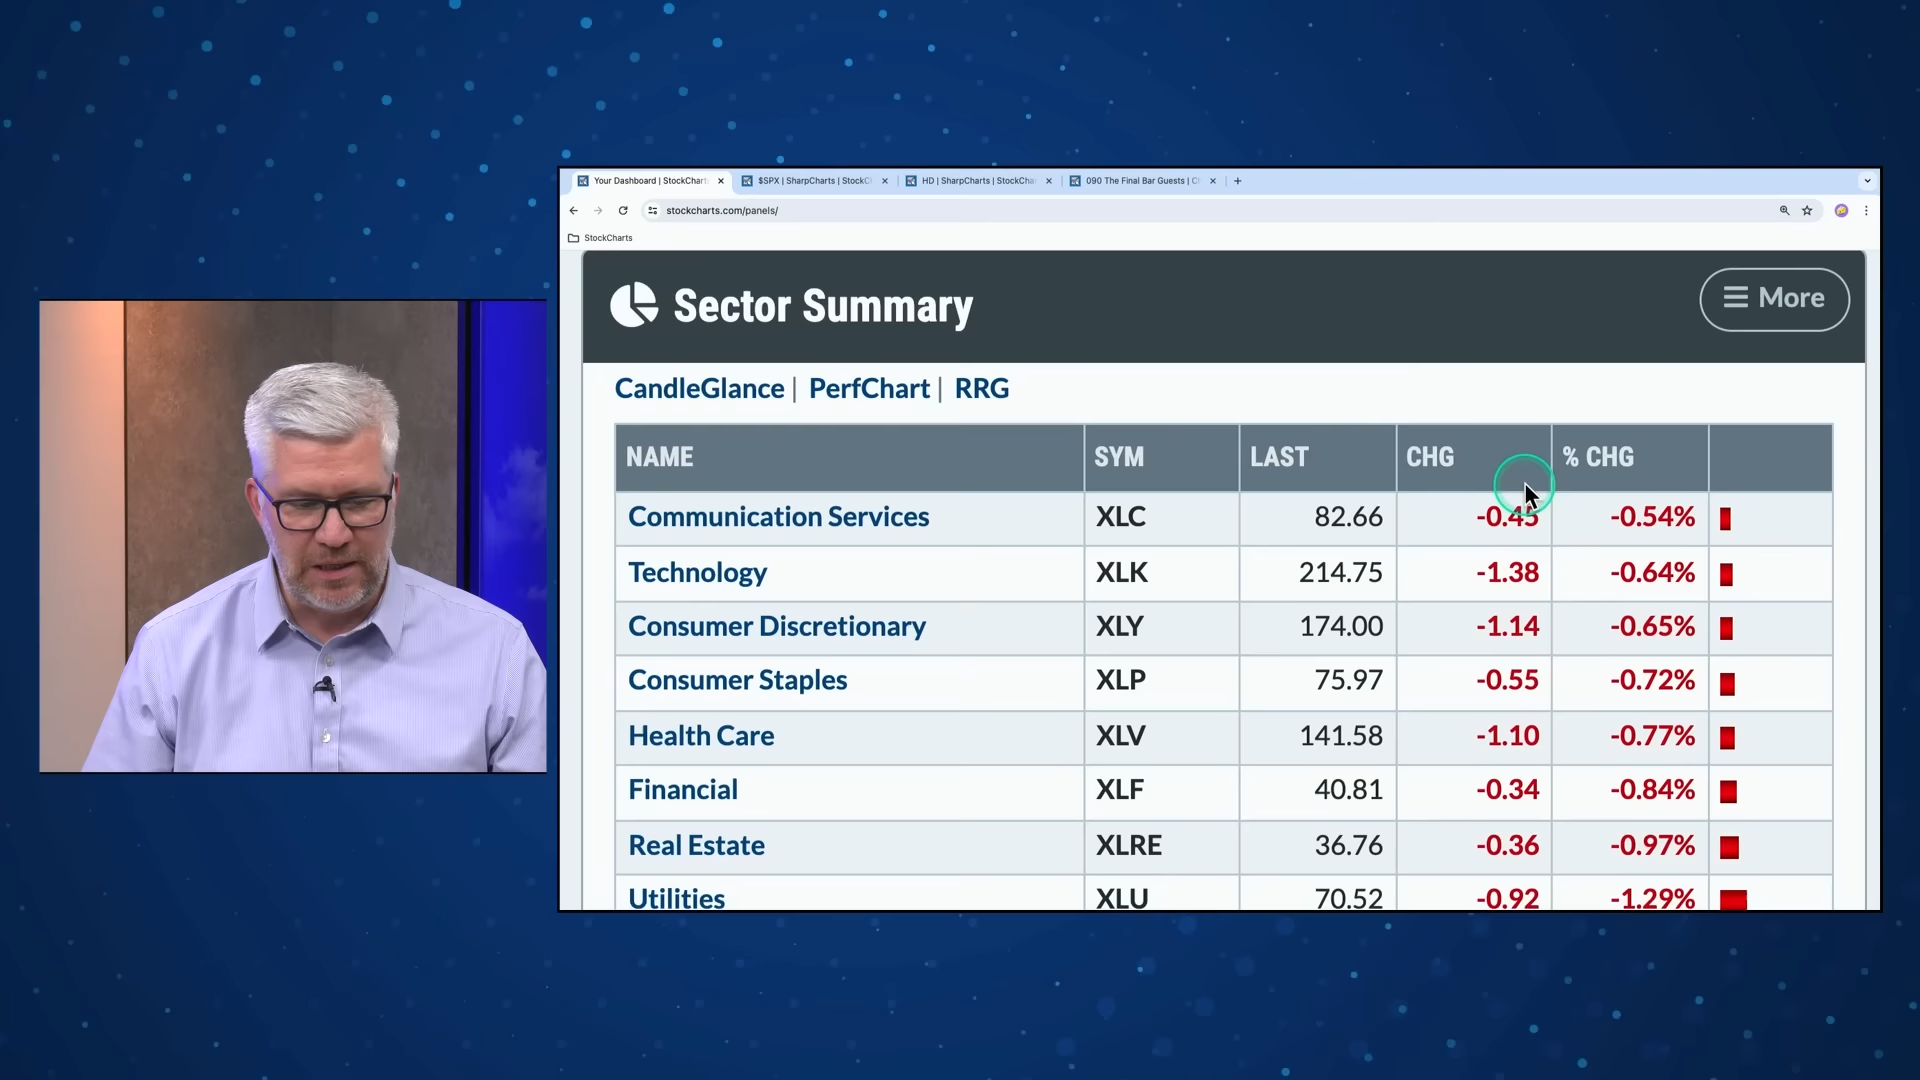 Your Dashboard | StockChart
$SPX | SharpCharts | StockC
HD | SharpCharts | StockCha
090 The Final Bar Guests | C
stockcharts.com/panels/
StockCharts
Sector Summary
More
CandleGlance | PerfChart | RRG
NAME SYM LAST CHG % CHG
Communication Services XLC 82.66 -0.45 -0.54%
Technology XLK 214.75 -1.38 -0.64%
Consumer Discretionary XLY 174.00 -1.14 -0.65%
Consumer Staples XLP 75.97 -0.55 -0.72%
Health Care XLV 141.58 -1.10 -0.77%
Financial XLF 40.81 -0.34 -0.84%
Real Estate XLRE 36.76 -0.36 -0.97%
Utilities XLU 70.52 -0.92 -1.29%